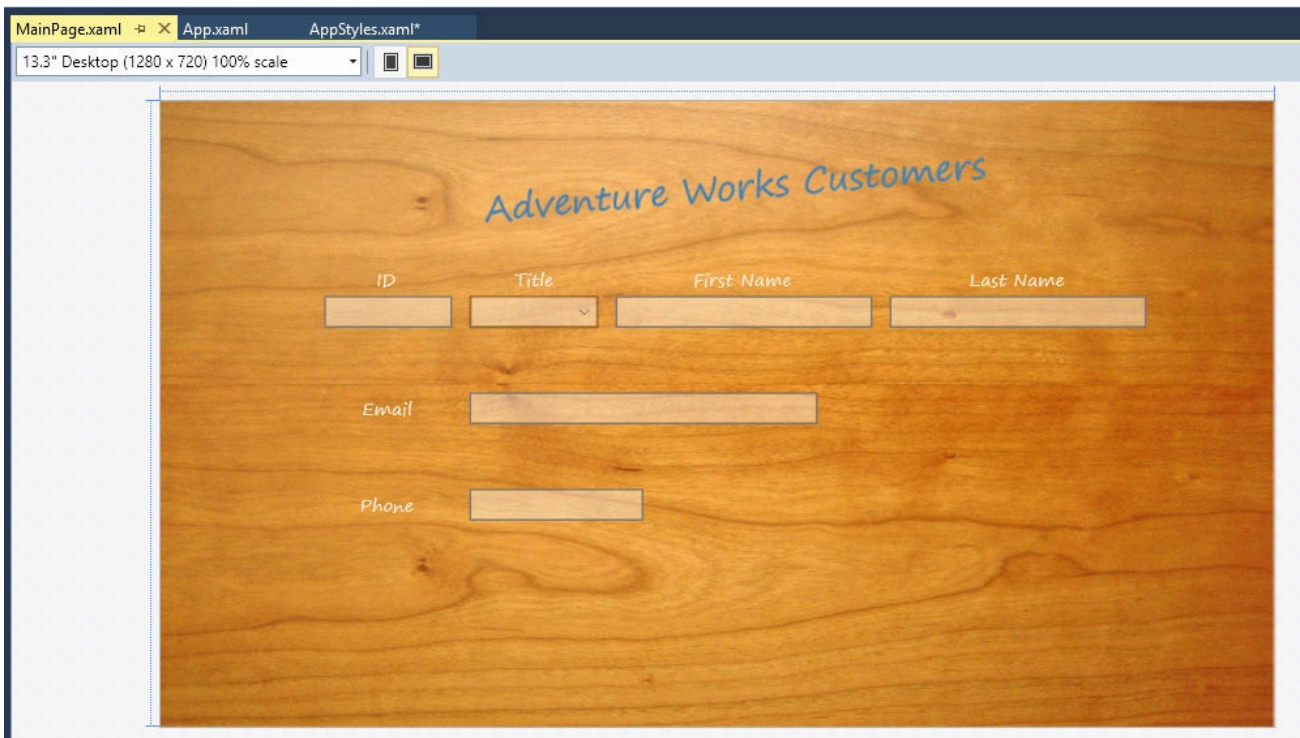 MainPage.xaml App.xaml AppStyles.xaml*
13.3" Desktop (1280 x 720) 100% scale
Adventure Works Customers
ID Title First Name Last Name
Email
Phone